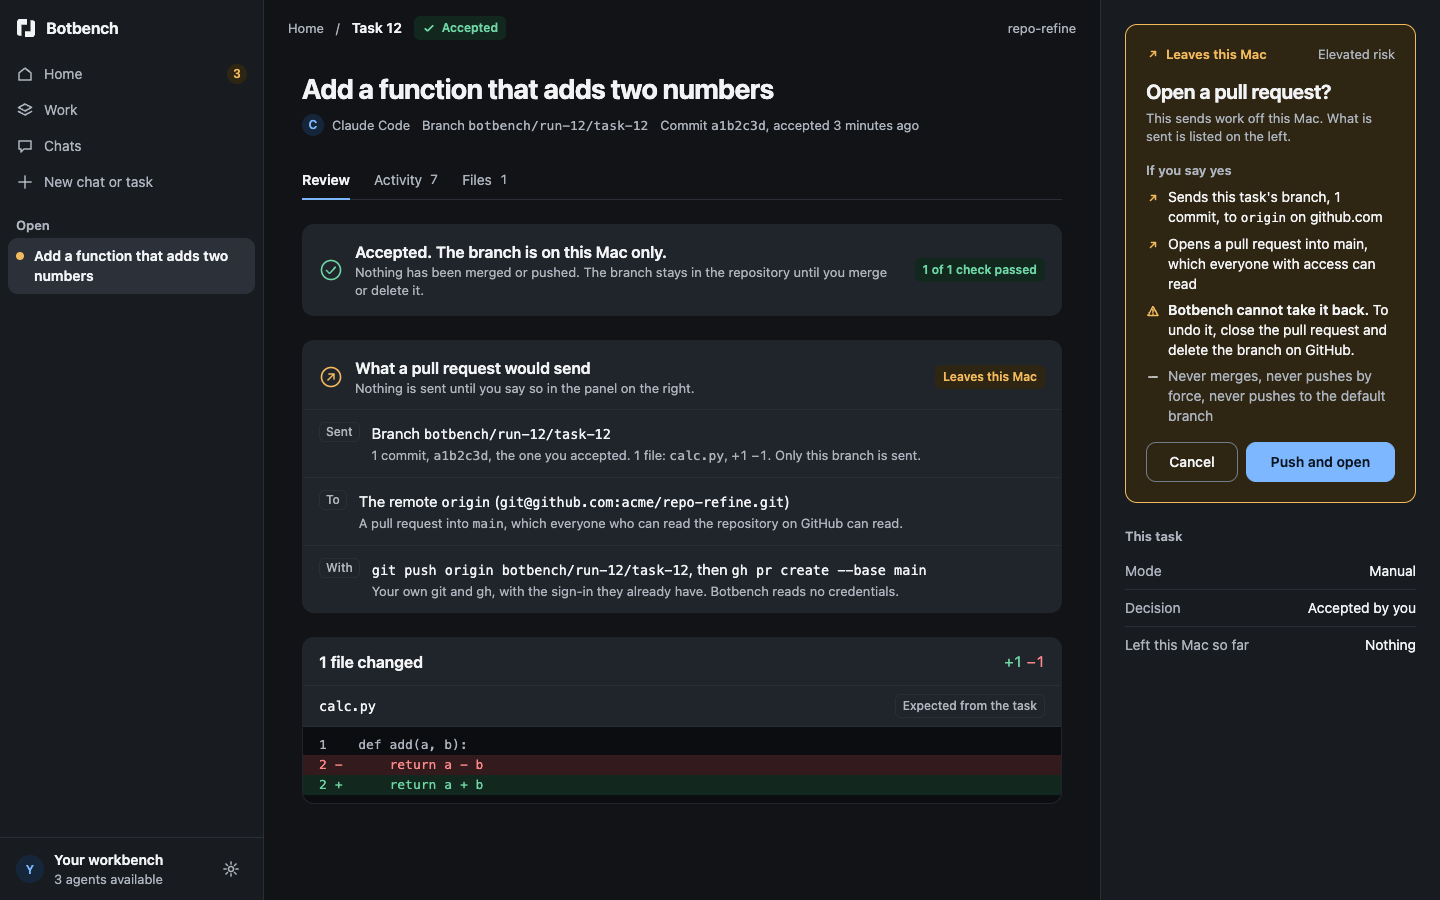 Botbench
Home 3
Work
Chats
New chat or task
Open
Add a function that adds two
numbers
Y Your workbench
3 agents available
Home / Task 12 Accepted
repo-refine
Add a function that adds two numbers
C Claude Code Branch botbench/run-12/task-12 Commit a1b2c3d, accepted 3 minutes ago
Review Activity 7 Files 1
Accepted. The branch is on this Mac only.
Nothing has been merged or pushed. The branch stays in the repository until you merge
or delete it.
1 of 1 check passed
What a pull request would send
Nothing is sent until you say so in the panel on the right.
Leaves this Mac
Sent Branch botbench/run-12/task-12
1 commit, a1b2c3d, the one you accepted. 1 file: calc.py, +1 −1. Only this branch is sent.
To The remote origin (git@github.com:acme/repo-refine.git)
A pull request into main, which everyone who can read the repository on GitHub can read.
With git push origin botbench/run-12/task-12, then gh pr create --base main
Your own git and gh, with the sign-in they already have. Botbench reads no credentials.
1 file changed +1 −1
calc.py Expected from the task
1 def add(a, b):
2 − return a - b
2 + return a + b
Leaves this Mac Elevated risk
Open a pull request?
This sends work off this Mac. What is
sent is listed on the left.
If you say yes
Sends this task's branch, 1
commit, to origin on github.com
Opens a pull request into main,
which everyone with access can
read
Botbench cannot take it back. To
undo it, close the pull request and
delete the branch on GitHub.
Never merges, never pushes by
force, never pushes to the default
branch
Cancel Push and open
This task
Mode Manual
Decision Accepted by you
Left this Mac so far Nothing